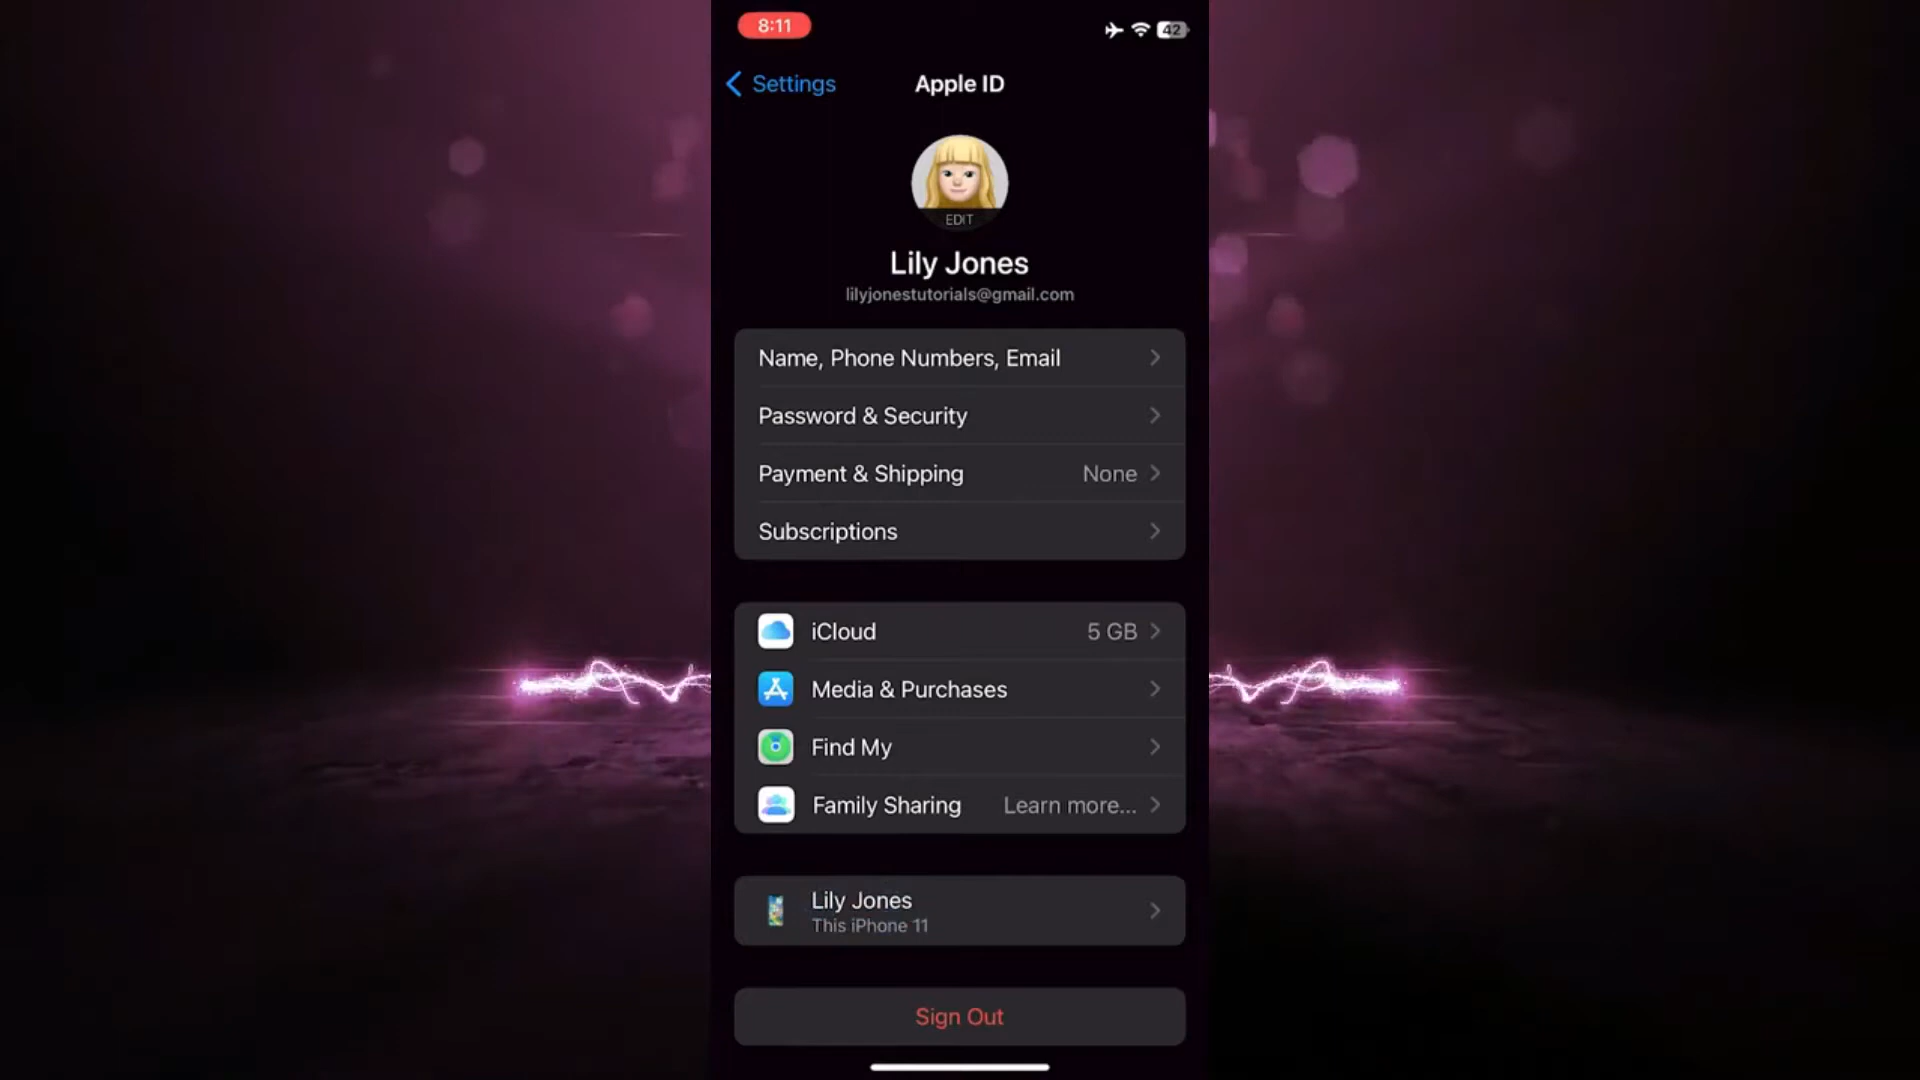 8:11
42
Settings
Apple ID
EDIT
Lily Jones
lilyjonestutorials@gmail.com
Name, Phone Numbers, Email
Password & Security
Payment & Shipping None
Subscriptions
iCloud 5 GB
Media & Purchases
Find My
Family Sharing Learn more...
Lily Jones
This iPhone 11
Sign Out